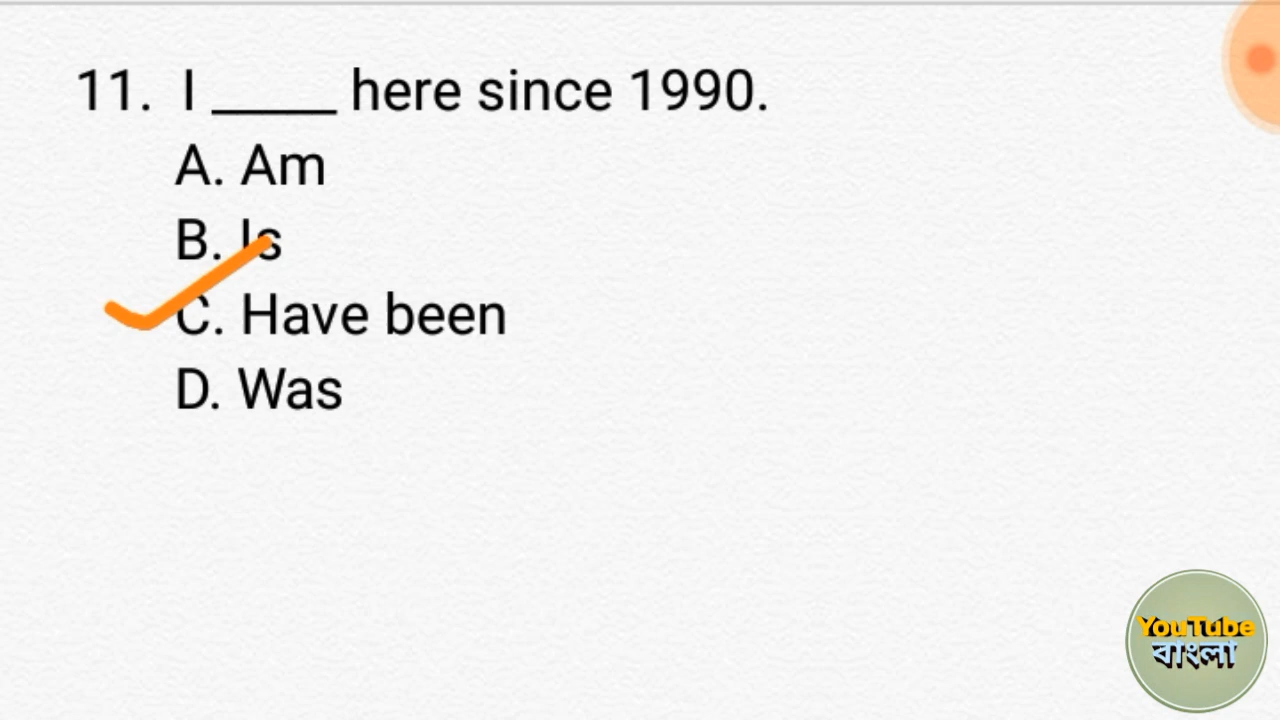 11. I _____ here since 1990.
A. Am
B. Is
C. Have been
D. Was
YouTube
বাংলা